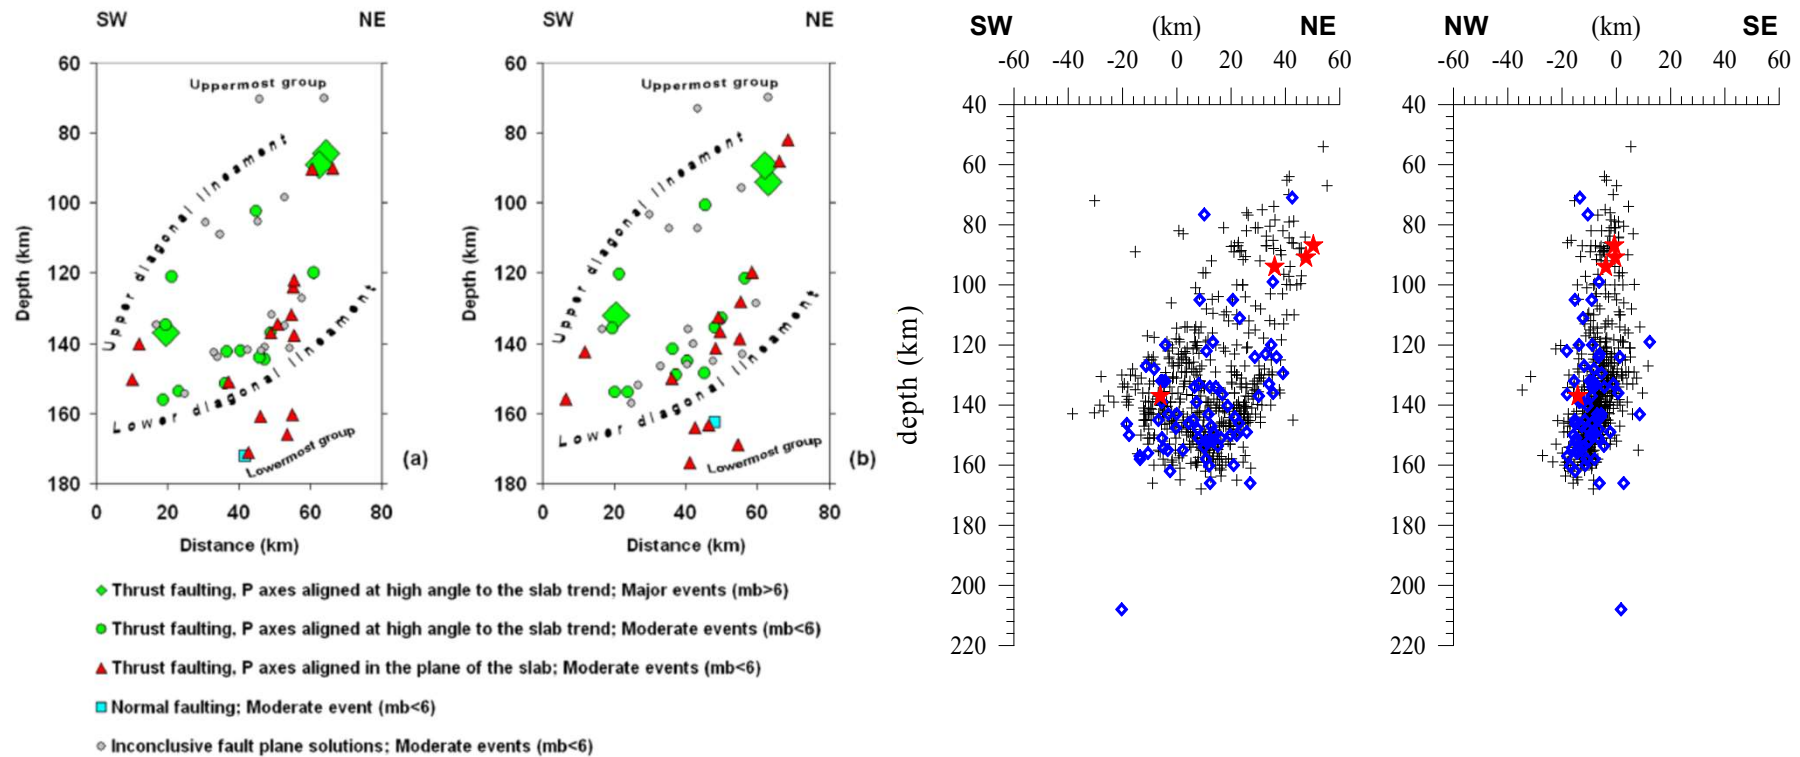 SW NE
60
80
100
120
140
160
180
Depth (km)
0 20 40 60 80
Distance (km)
Uppermost group
Upper diagonal lineament
Lower diagonal lineament
Lowermost group
(a)
SW NE
60
80
100
120
140
160
180
Depth (km)
0 20 40 60 80
Distance (km)
Uppermost group
Upper diagonal lineament
Lower diagonal lineament
Lowermost group
(b)
Thrust faulting, P axes aligned at high angle to the slab trend; Major events (mb>6)
Thrust faulting, P axes aligned at high angle to the slab trend; Moderate events (mb<6)
Thrust faulting, P axes aligned in the plane of the slab; Moderate events (mb<6)
Normal faulting; Moderate event (mb<6)
Inconclusive fault plane solutions; Moderate events (mb<6)
SW (km) NE
-60 -40 -20 0 20 40 60
40
60
80
100
120
140
160
180
200
220
depth (km)
NW (km) SE
-60 -40 -20 0 20 40 60
40
60
80
100
120
140
160
180
200
220